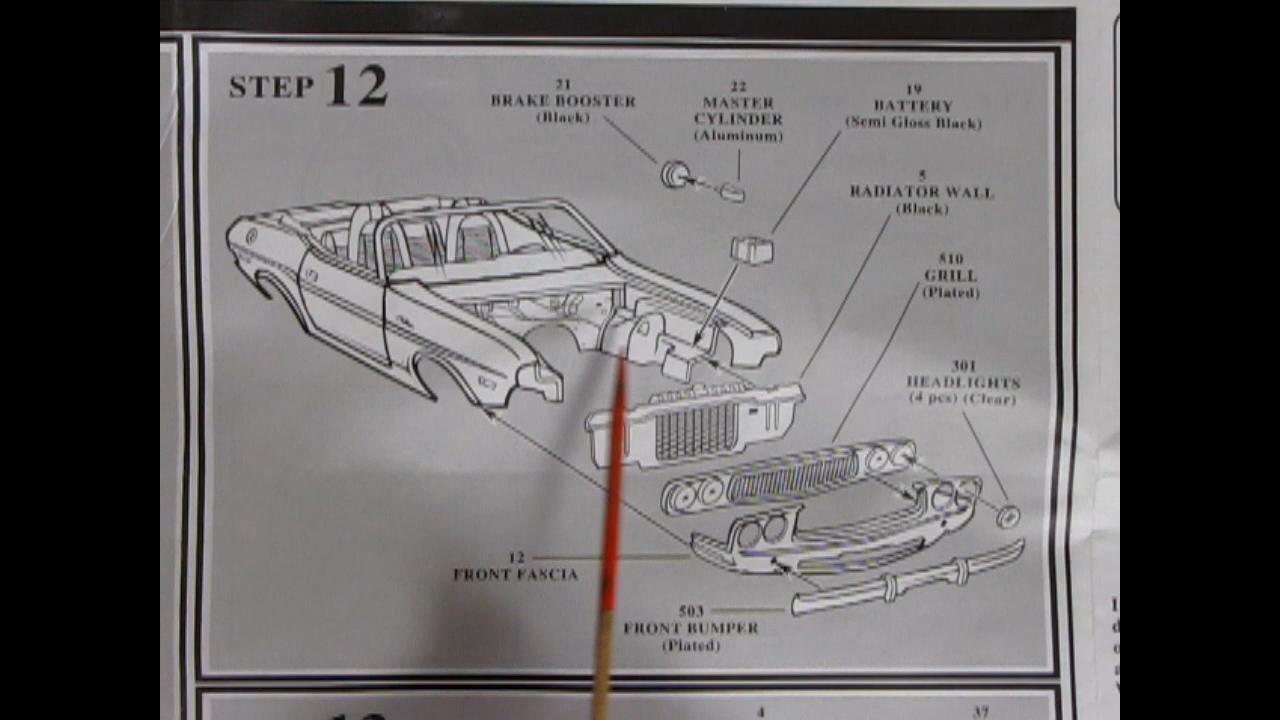 STEP 12
21
BRAKE BOOSTER
(Black)
22
MASTER
CYLINDER
(Aluminum)
19
BATTERY
(Semi Gloss Black)
5
RADIATOR WALL
(Black)
510
GRILL
(Plated)
301
HEADLIGHTS
(4 pcs) (Clear)
12
FRONT FASCIA
503
FRONT BUMPER
(Plated)
4
37